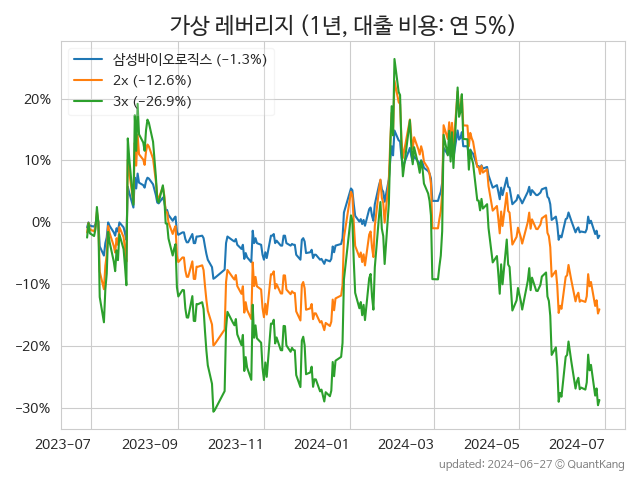 가상 레버리지 (1년, 대출 비용: 연 5%)
삼성바이오로직스 (−1.3%)
2x (−12.6%)
3x (−26.9%)
20%
10%
0%
−10%
−20%
−30%
2023-07 2023-09 2023-11 2024-01 2024-03 2024-05 2024-07
updated: 2024-06-27 © QuantKang